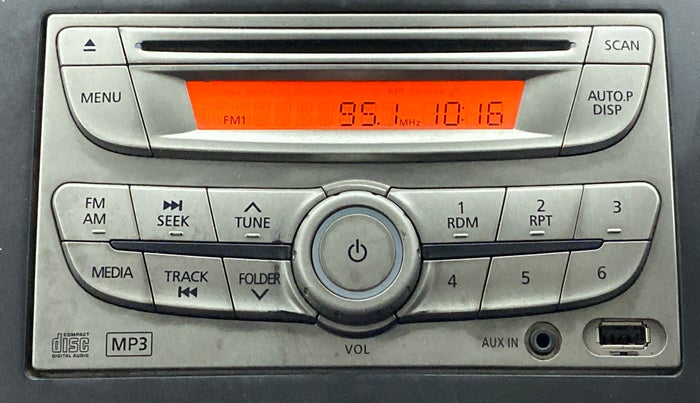 SCAN
MENU
AUTO.P
DISP
FM1 95.1 MHz 10:16
FM
AM
SEEK
TUNE
1
RDM
2
RPT
3
MEDIA
TRACK
FOLDER
4
5
6
COMPACT
disc
DIGITAL AUDIO
MP3
VOL
AUX IN